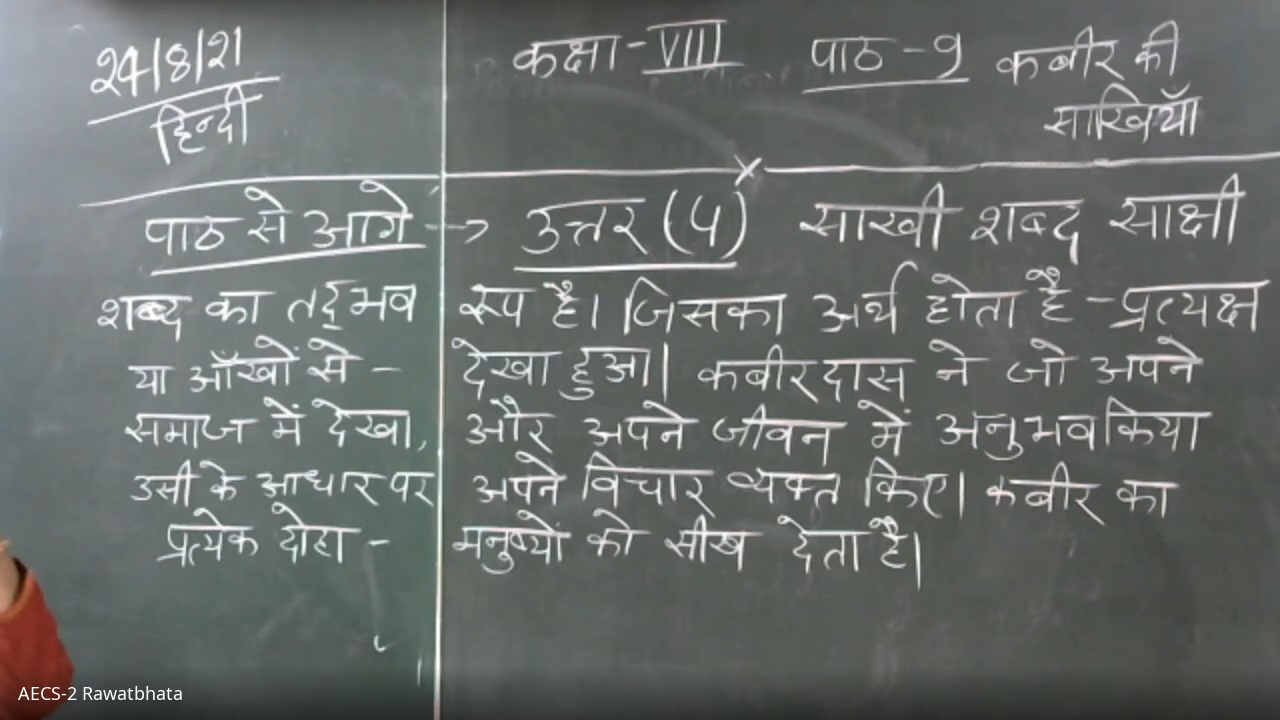 24/8/21 कक्षा - VIII पाठ - 9 कबीर की
हिन्दी साखियाँ
पाठ से आगे → उत्तर (4) साखी शब्द साक्षी
शब्द का तद्भव रूप है। जिसका अर्थ होता है - प्रत्यक्ष
या आँखों से - देखा हुआ। कबीरदास ने जो अपने
समाज में देखा, और अपने जीवन में अनुभव किया
उसी के आधार पर अपने विचार व्यक्त किए। कबीर का
प्रत्येक दोहा - मनुष्यों को सीख देता है।
AECS-2 Rawatbhata